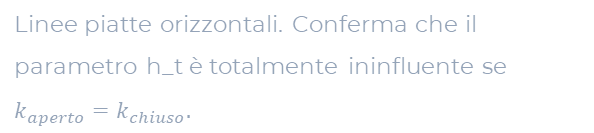 Linee piatte orizzontali. Conferma che il
parametro h_t è totalmente ininfluente se
k_aperto = k_chiuso.